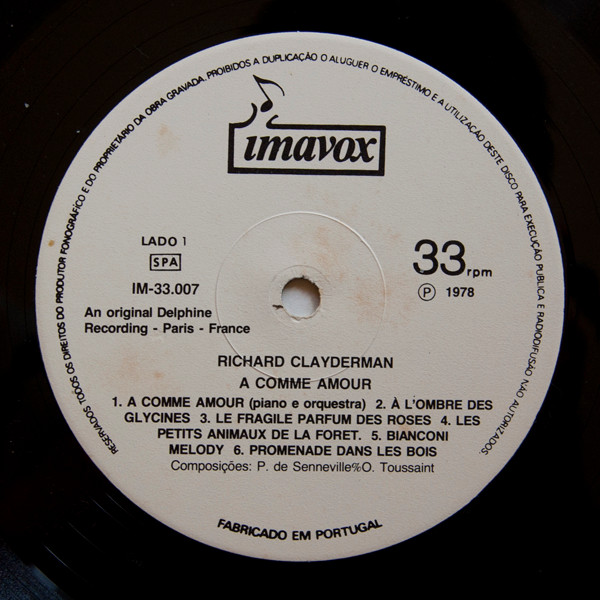 RESERVADOS TODOS OS DIREITOS DO PRODUTOR FONOGRÁFICO E DO PROPRIETÁRIO DA OBRA GRAVADA. PROIBIDOS A DUPLICAÇÃO O ALUGUER O EMPRÉSTIMO E A UTILIZAÇÃO DESTE DISCO PARA EXECUÇÃO PUBLICA E RADIODIFUSÃO NÃO AUTORIZADOS.
imavox
LADO 1
SPA
IM-33.007
33 rpm
Ⓟ 1978
An original Delphine
Recording - Paris - France
RICHARD CLAYDERMAN
A COMME AMOUR
1. A COMME AMOUR (piano e orquestra) 2. À L'OMBRE DES
GLYCINES 3. LE FRAGILE PARFUM DES ROSES 4. LES
PETITS ANIMAUX DE LA FORET. 5. BIANCONI
MELODY 6. PROMENADE DANS LES BOIS
Composições: P. de Senneville%O. Toussaint
FABRICADO EM PORTUGAL